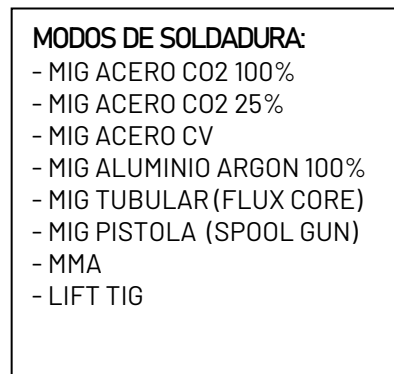 MODOS DE SOLDADURA:
- MIG ACERO CO2 100%
- MIG ACERO CO2 25%
- MIG ACERO CV
- MIG ALUMINIO ARGON 100%
- MIG TUBULAR (FLUX CORE)
- MIG PISTOLA (SPOOL GUN)
- MMA
- LIFT TIG